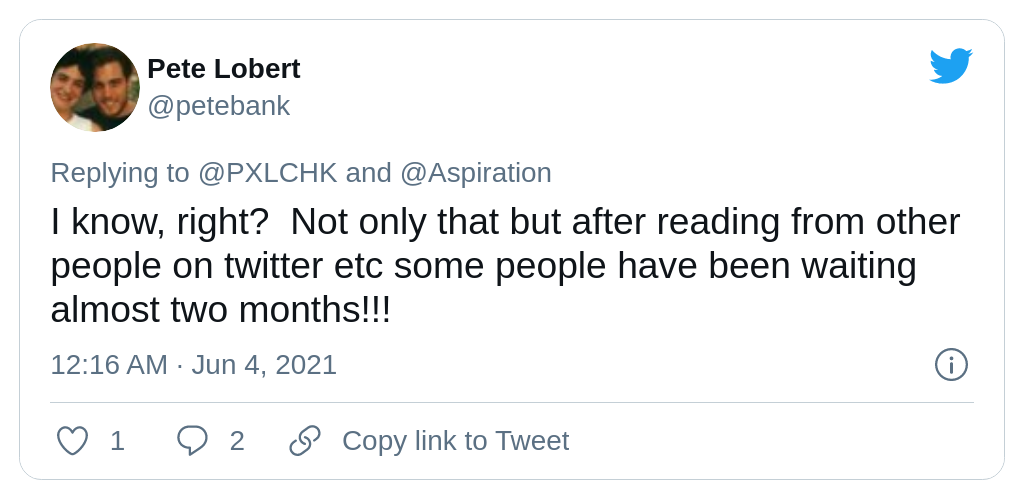 Pete Lobert
@petebank
Replying to @PXLCHK and @Aspiration
I know, right?  Not only that but after reading from other
people on twitter etc some people have been waiting
almost two months!!!
12:16 AM · Jun 4, 2021
1 2 Copy link to Tweet